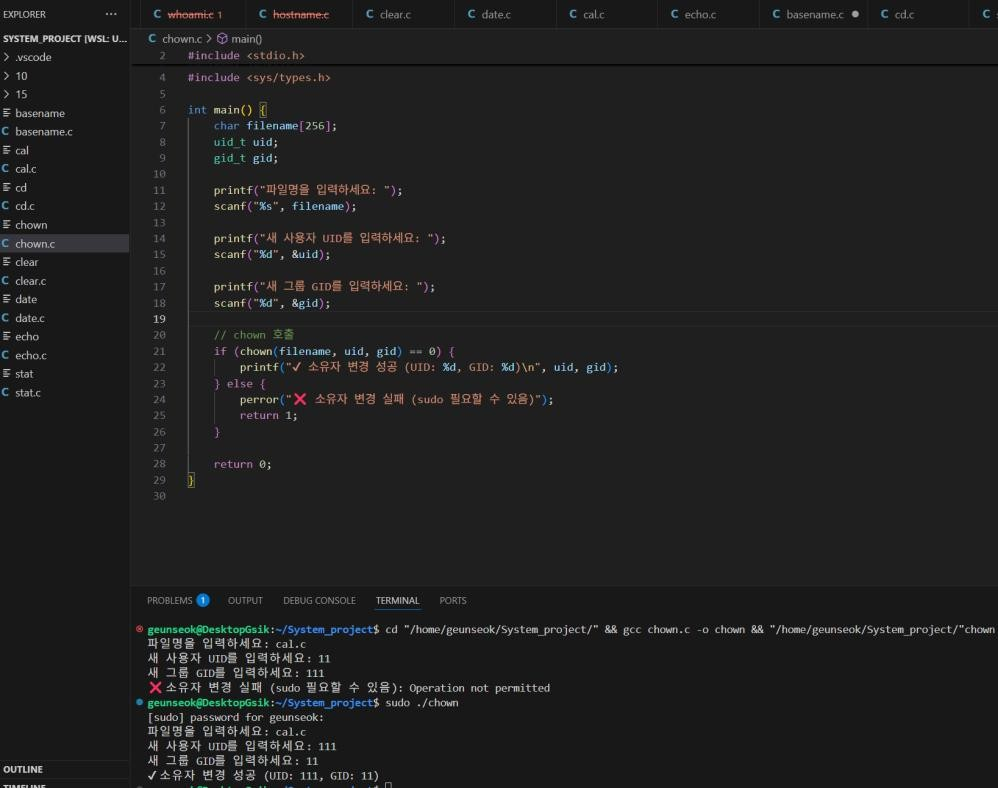 EXPLORER ...
SYSTEM_PROJECT [WSL: U...
> .vscode
> 10
> 15
basename
C basename.c
cal
C cal.c
cd
C cd.c
chown
C chown.c
clear
C clear.c
date
C date.c
echo
C echo.c
stat
C stat.c
OUTLINE
TIMELINE
C whoami.c 1
C hostname.c
C clear.c
C date.c
C cal.c
C echo.c
C basename.c ●
C cd.c
C
C chown.c > main()
2 #include <stdio.h>
4 #include <sys/types.h>
5
6 int main() {
7 char filename[256];
8 uid_t uid;
9 gid_t gid;
10
11 printf("파일명을 입력하세요: ");
12 scanf("%s", filename);
13
14 printf("새 사용자 UID를 입력하세요: ");
15 scanf("%d", &uid);
16
17 printf("새 그룹 GID를 입력하세요: ");
18 scanf("%d", &gid);
19
20 // chown 호출
21 if (chown(filename, uid, gid) == 0) {
22 printf("✔ 소유자 변경 성공 (UID: %d, GID: %d)\n", uid, gid);
23 } else {
24 perror("❌ 소유자 변경 실패 (sudo 필요할 수 있음)");
25 return 1;
26 }
27
28 return 0;
29 }
30
PROBLEMS 1 OUTPUT DEBUG CONSOLE TERMINAL PORTS
geunseok@DesktopGsik:~/System_project$ cd "/home/geunseok/System_project/" && gcc chown.c -o chown && "/home/geunseok/System_project/"chown
파일명을 입력하세요: cal.c
새 사용자 UID를 입력하세요: 11
새 그룹 GID를 입력하세요: 111
❌ 소유자 변경 실패 (sudo 필요할 수 있음): Operation not permitted
geunseok@DesktopGsik:~/System_project$ sudo ./chown
[sudo] password for geunseok:
파일명을 입력하세요: cal.c
새 사용자 UID를 입력하세요: 111
새 그룹 GID를 입력하세요: 11
✔ 소유자 변경 성공 (UID: 111, GID: 11)
geunseok@DesktopGsik:~/System_project$